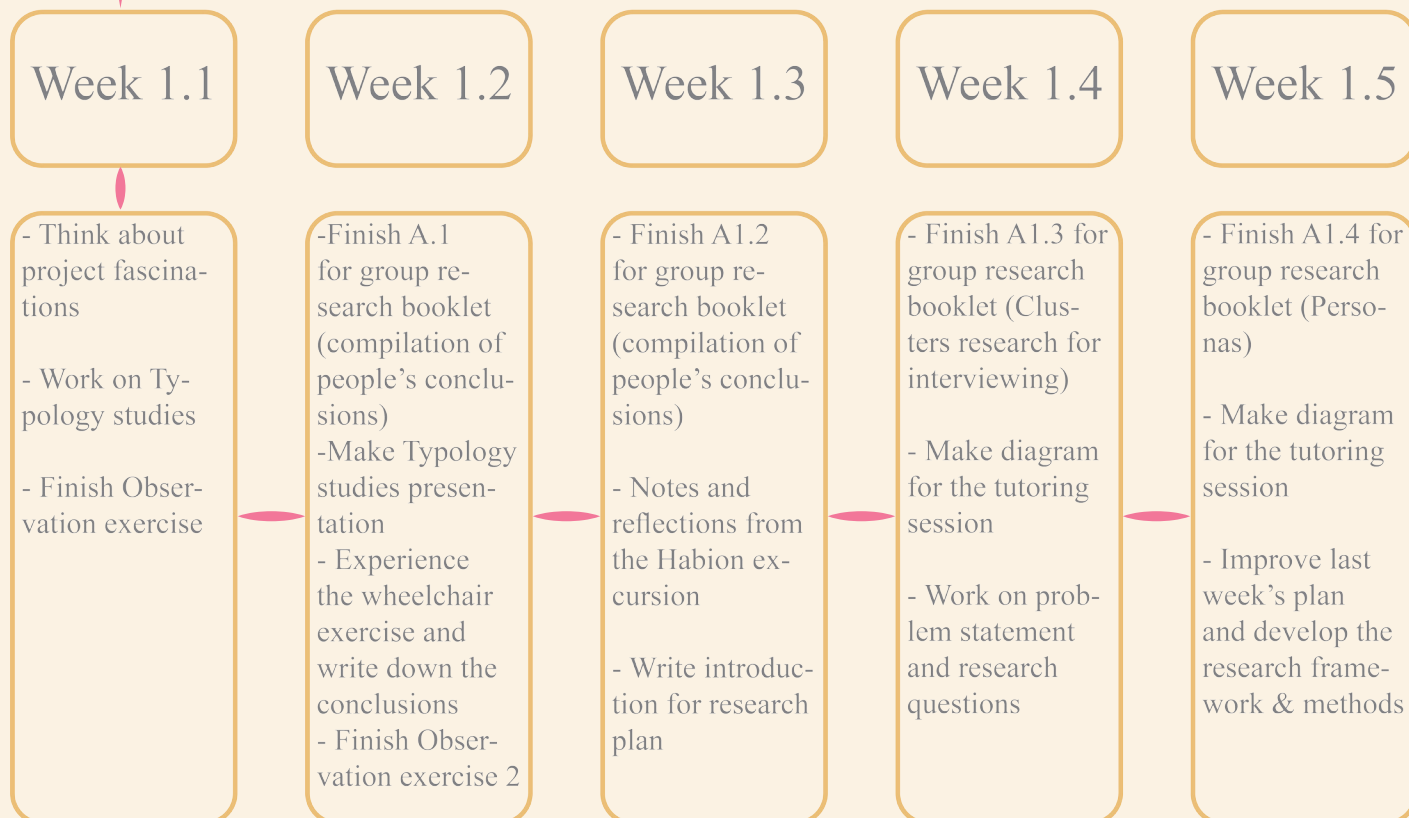 Week 1.1
Week 1.2
Week 1.3
Week 1.4
Week 1.5
- Think about
project fascina-
tions
- Work on Ty-
pology studies
- Finish Obser-
vation exercise
-Finish A.1
for group re-
search booklet
(compilation of
people’s conclu-
sions)
-Make Typology
studies presen-
tation
- Experience
the wheelchair
exercise and
write down the
conclusions
- Finish Obser-
vation exercise 2
- Finish A1.2
for group re-
search booklet
(compilation of
people’s conclu-
sions)
- Notes and
reflections from
the Habion ex-
cursion
- Write introduc-
tion for research
plan
- Finish A1.3 for
group research
booklet (Clus-
ters research for
interviewing)
- Make diagram
for the tutoring
session
- Work on prob-
lem statement
and research
questions
- Finish A1.4 for
group research
booklet (Perso-
nas)
- Make diagram
for the tutoring
session
- Improve last
week’s plan
and develop the
research frame-
work & methods